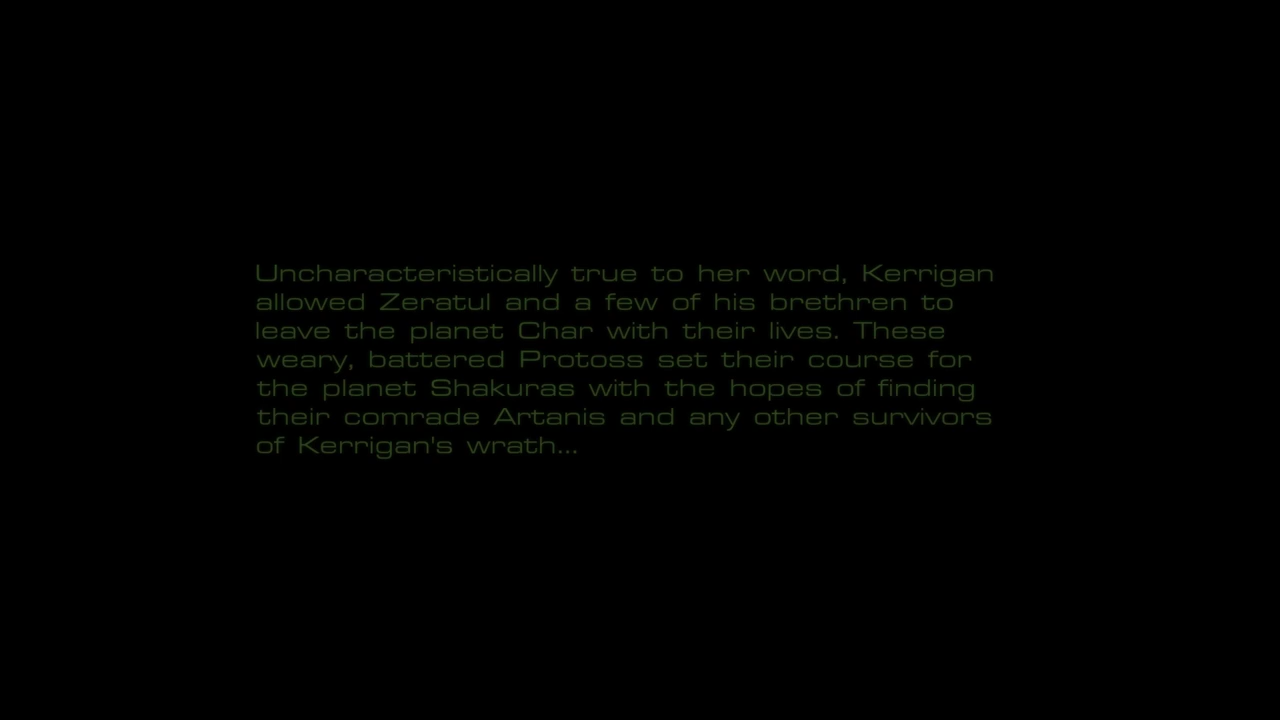 Uncharacteristically true to her word, Kerrigan
allowed Zeratul and a few of his brethren to
leave the planet Char with their lives. These
weary, battered Protoss set their course for
the planet Shakuras with the hopes of finding
their comrade Artanis and any other survivors
of Kerrigan's wrath...